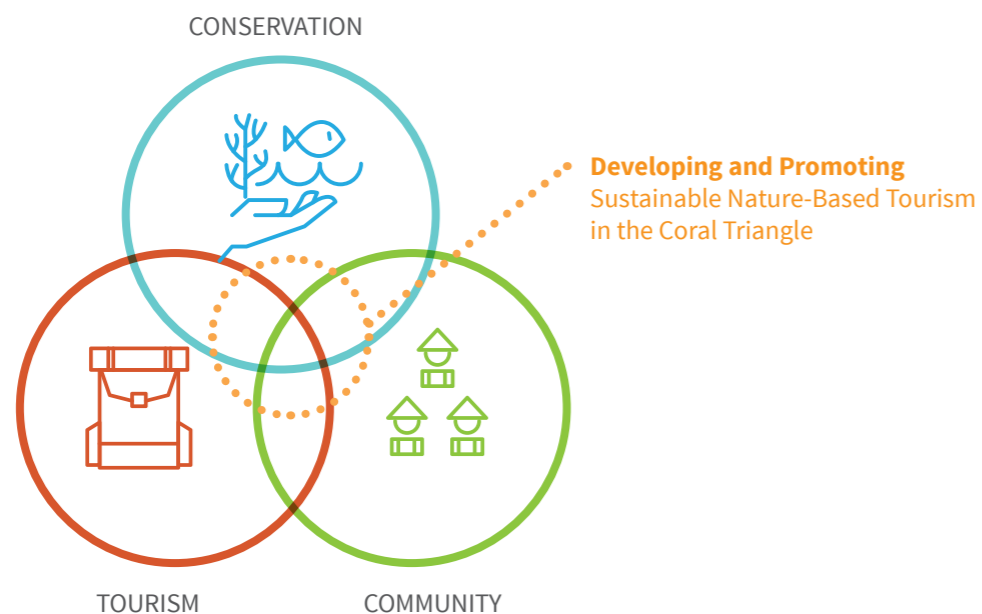 CONSERVATION
Developing and Promoting
Sustainable Nature-Based Tourism
in the Coral Triangle
TOURISM
COMMUNITY